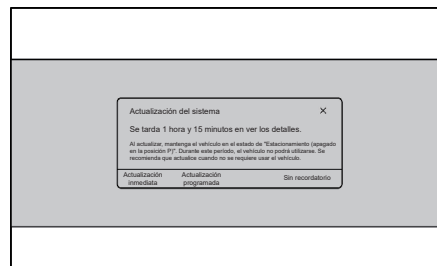 Actualización del sistema ×
Se tarda 1 hora y 15 minutos en ver los detalles.
Al actualizar, mantenga el vehículo en el estado de "Estacionamiento (apagado
en la posición P)". Durante este período, el vehículo no podrá utilizarse. Se
recomienda que actualice cuando no se requiere usar el vehículo.
Actualización
inmediata
Actualización
programada
Sin recordatorio